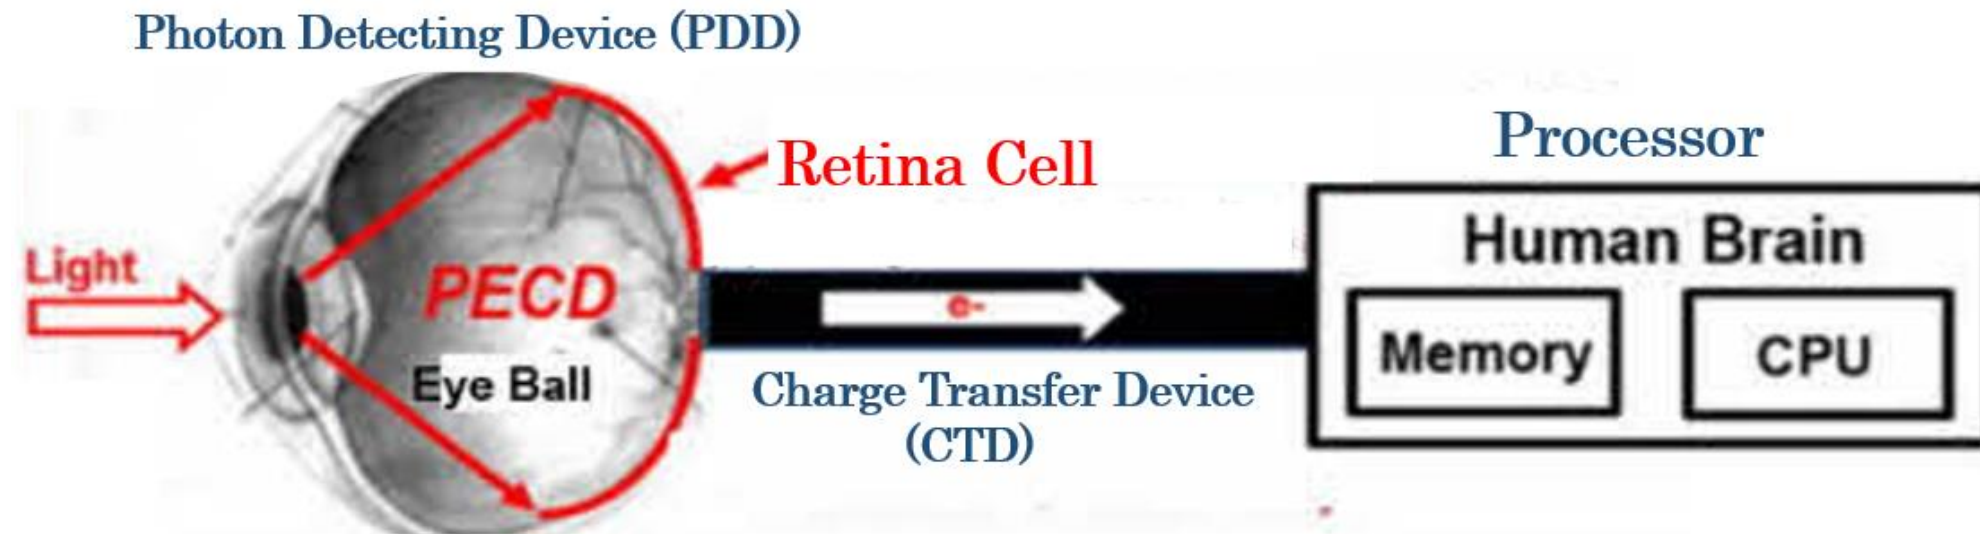 Photon Detecting Device (PDD)
Retina Cell
Processor
Light
PECD
Eye Ball
e-
Charge Transfer Device
(CTD)
Human Brain
Memory
CPU